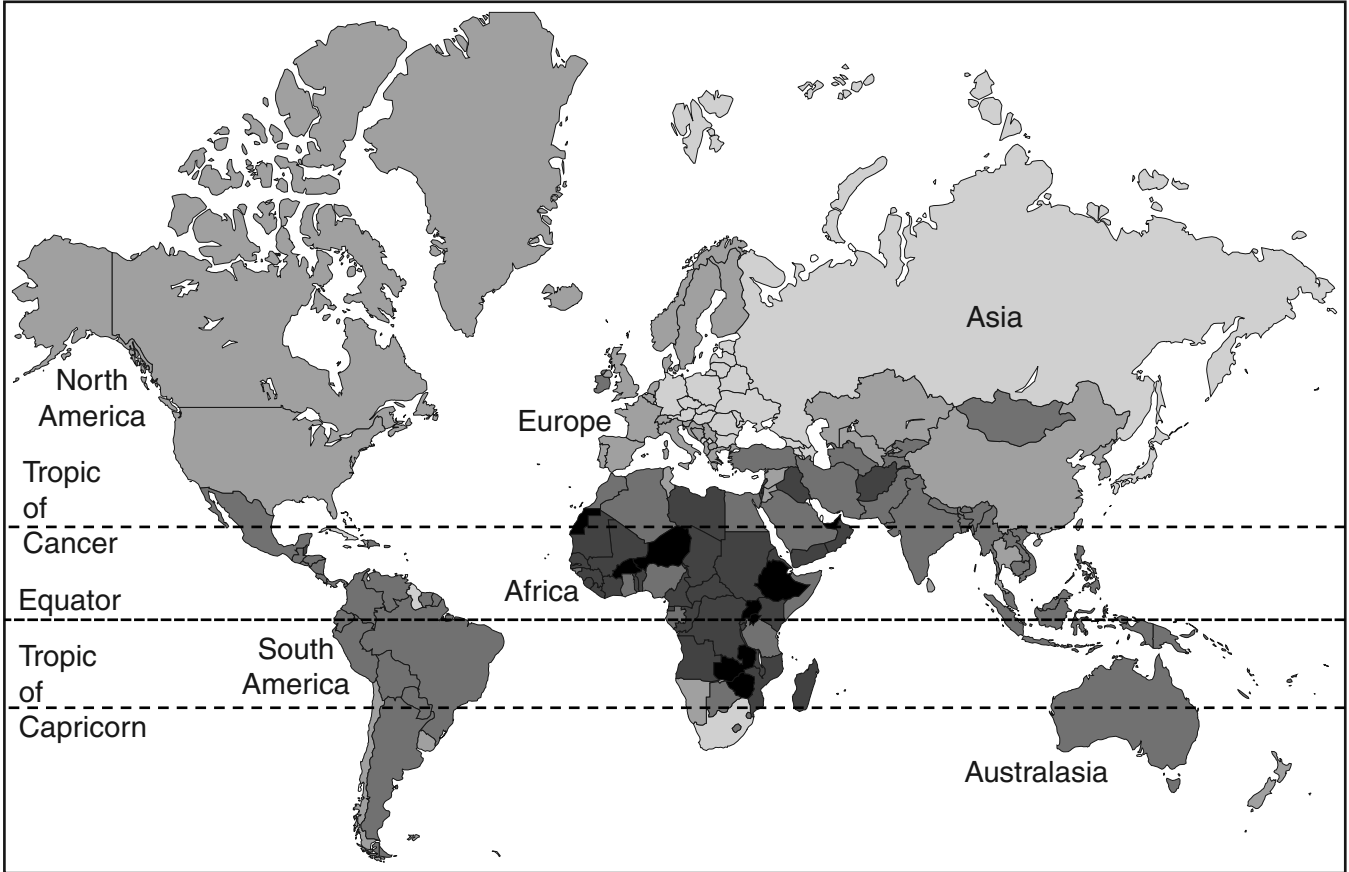 Asia
North
America
Europe
Tropic
of
Cancer
Africa
Equator
South
America
Tropic
of
Capricorn
Australasia